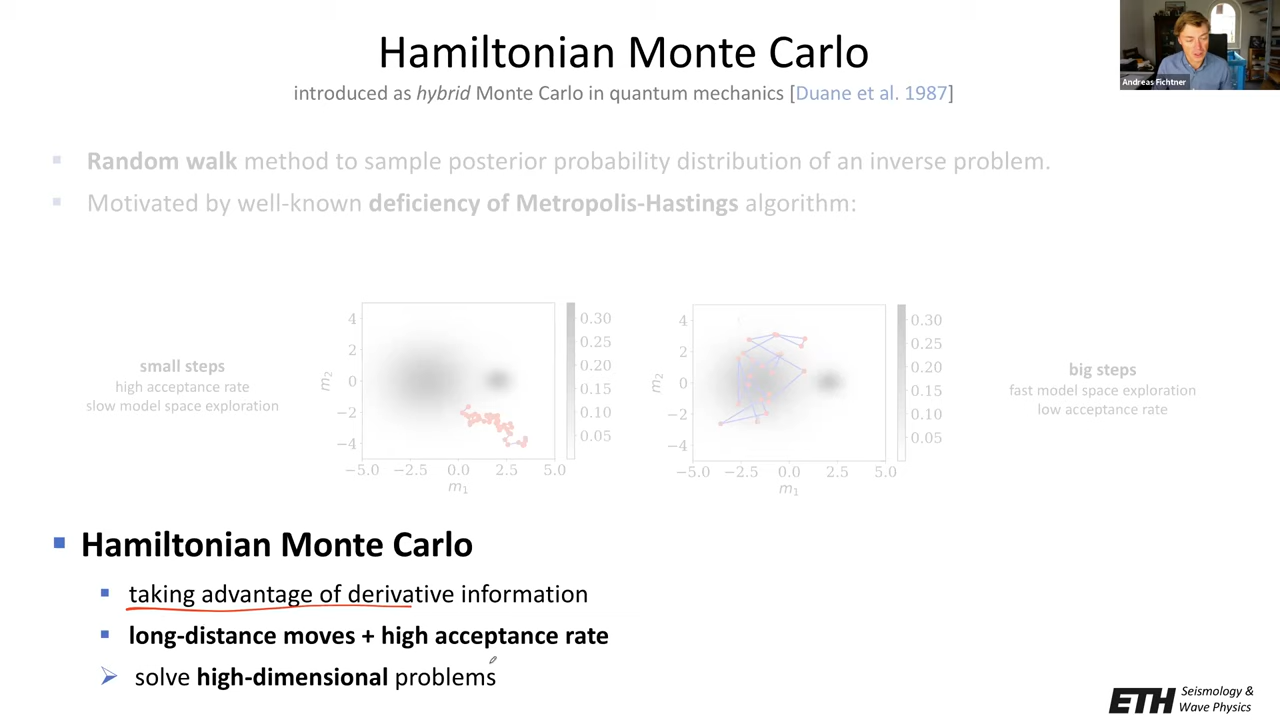 Hamiltonian Monte Carlo
introduced as hybrid Monte Carlo in quantum mechanics [Duane et al. 1987]
Andreas Fichtner
▪ Random walk method to sample posterior probability distribution of an inverse problem.
▪ Motivated by well-known deficiency of Metropolis-Hastings algorithm:
small steps
high acceptance rate
slow model space exploration
4
2
0
−2
−4
m₂
−5.0 −2.5 0.0 2.5 5.0
m₁
0.30
0.25
0.20
0.15
0.10
0.05
4
2
0
−2
−4
m₂
−5.0 −2.5 0.0 2.5 5.0
m₁
0.30
0.25
0.20
0.15
0.10
0.05
big steps
fast model space exploration
low acceptance rate
▪ Hamiltonian Monte Carlo
▪ taking advantage of derivative information
▪ long-distance moves + high acceptance rate
➢ solve high-dimensional problems
ETH Seismology &
Wave Physics